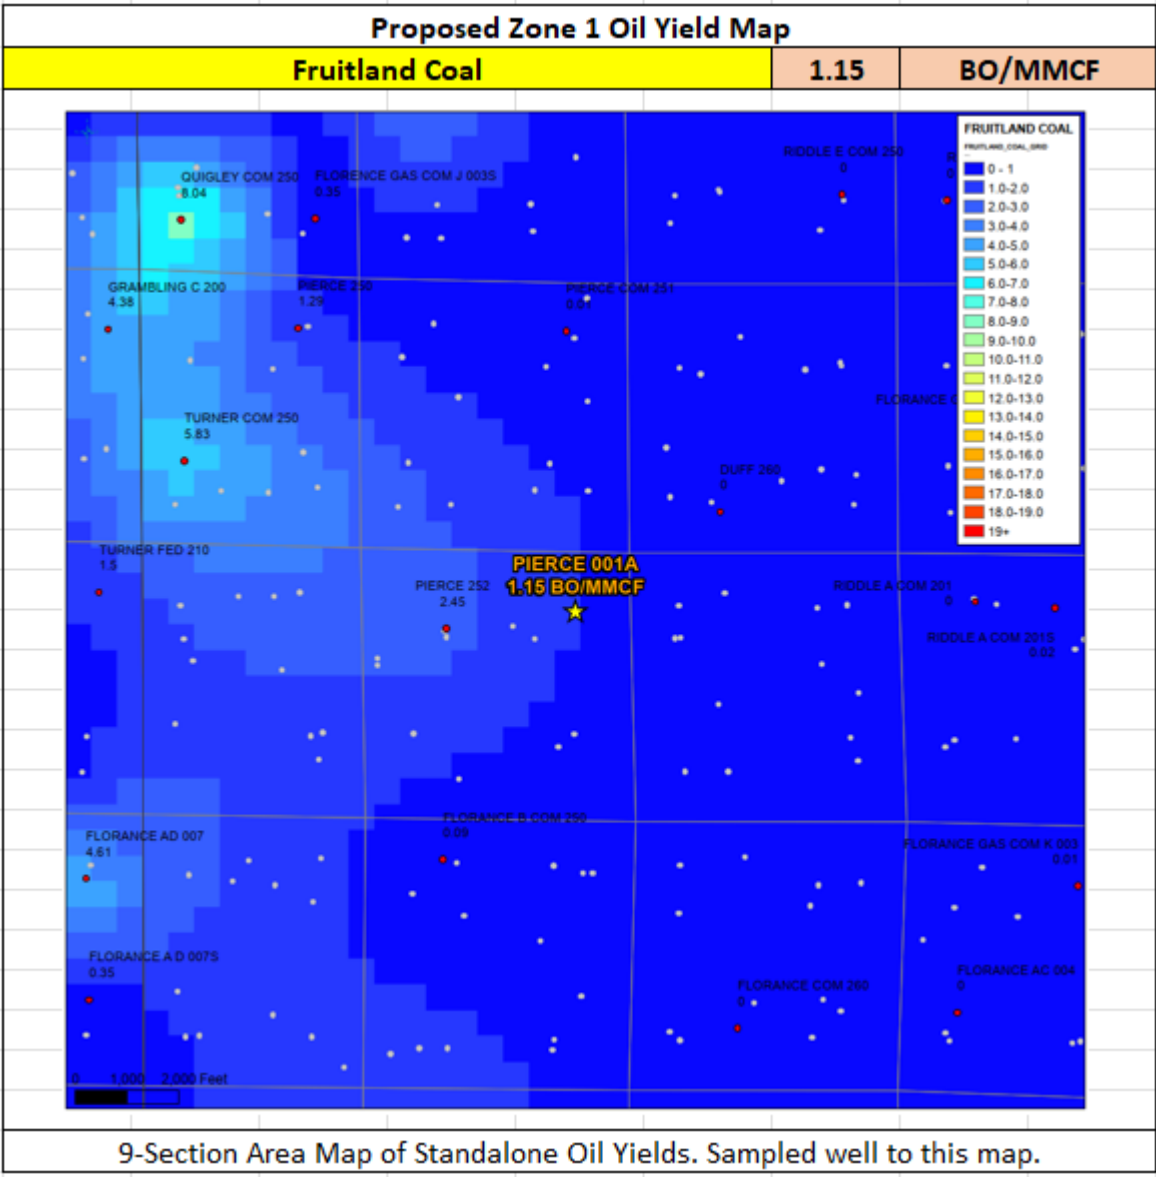 Proposed Zone 1 Oil Yield Map
Fruitland Coal 1.15 BO/MMCF
FRUITLAND COAL
FRUITLAND_COAL_GRID
0 - 1
1.0-2.0
2.0-3.0
3.0-4.0
4.0-5.0
5.0-6.0
6.0-7.0
7.0-8.0
8.0-9.0
9.0-10.0
10.0-11.0
11.0-12.0
12.0-13.0
13.0-14.0
14.0-15.0
15.0-16.0
16.0-17.0
17.0-18.0
18.0-19.0
19+
RIDDLE E COM 250
0
QUIGLEY COM 250
8.04
FLORENCE GAS COM J 003S
0.35
GRAMBLING C 200
4.38
PIERCE 250
1.29
PIERCE COM 251
0.01
FLORANCE
TURNER COM 250
5.83
DUFF 260
0
TURNER FED 210
1.5
PIERCE 001A
1.15 BO/MMCF
PIERCE 252
2.45
RIDDLE A COM 201
0
RIDDLE A COM 201S
0.02
FLORANCE B COM 250
0.09
FLORANCE AD 007
4.61
FLORANCE GAS COM K 003
0.01
FLORANCE A D 007S
0.35
FLORANCE COM 260
0
FLORANCE AC 004
0
0 1,000 2,000 Feet
9-Section Area Map of Standalone Oil Yields. Sampled well to this map.